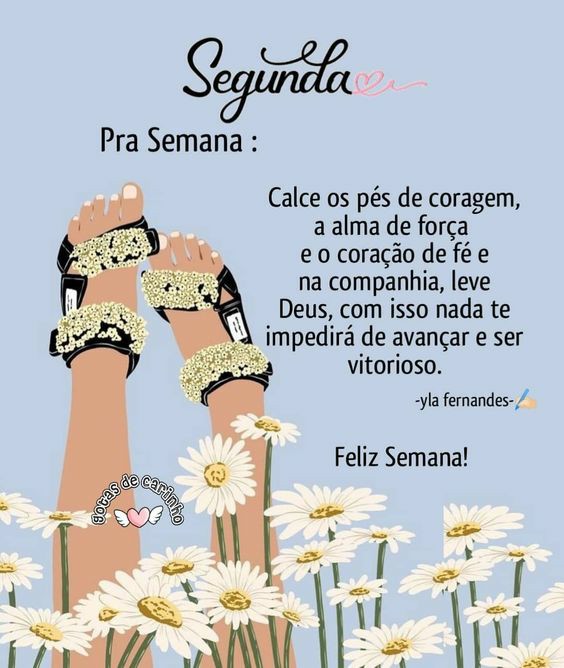 Segunda
Pra Semana :
Calce os pés de coragem,
a alma de força
e o coração de fé e
na companhia, leve
Deus, com isso nada te
impedirá de avançar e ser
vitorioso.
-yla fernandes-✍🏻
Feliz Semana!
gotas de carinho